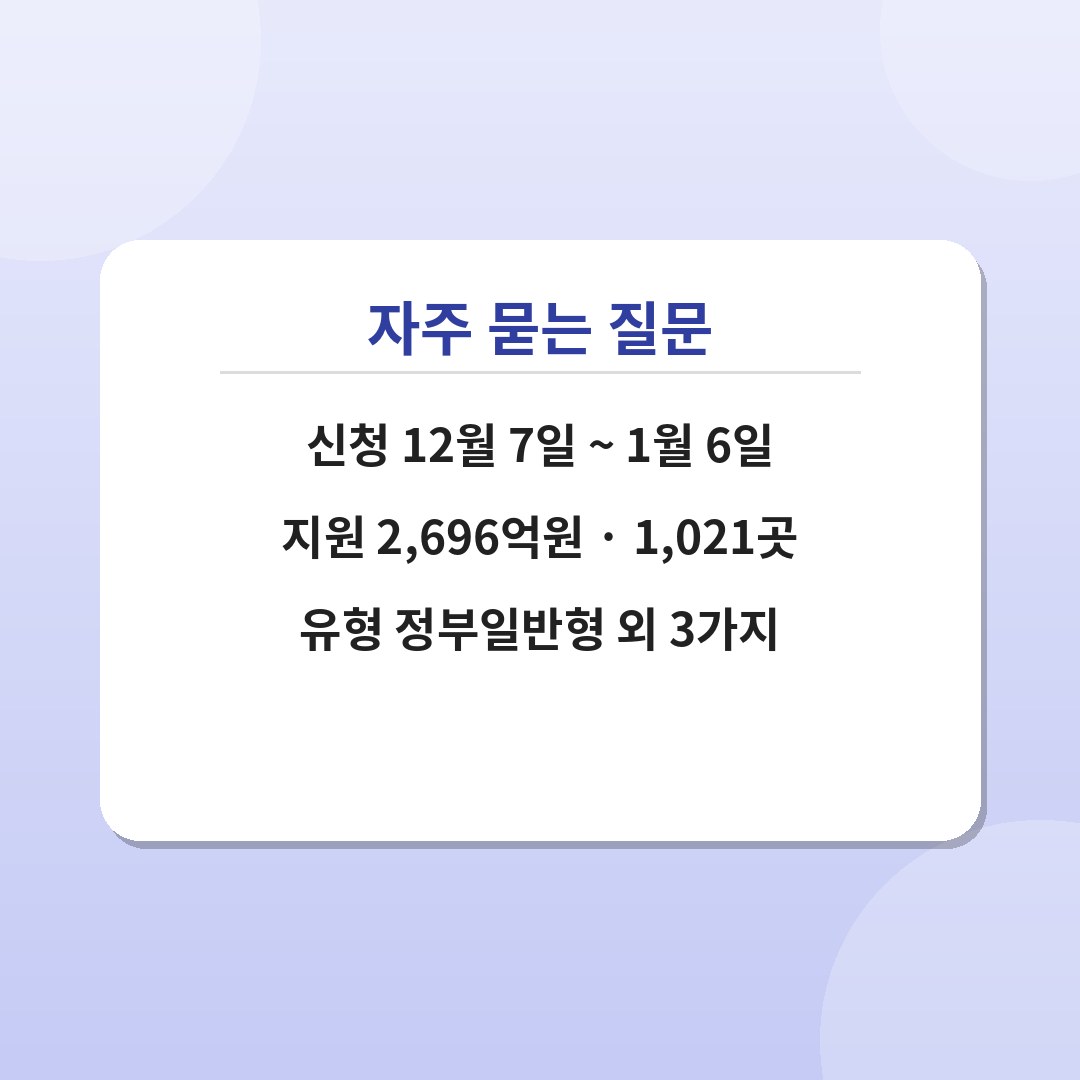 자주 묻는 질문
신청 12월 7일 ~ 1월 6일
지원 2,696억원 · 1,021곳
유형 정부일반형 외 3가지